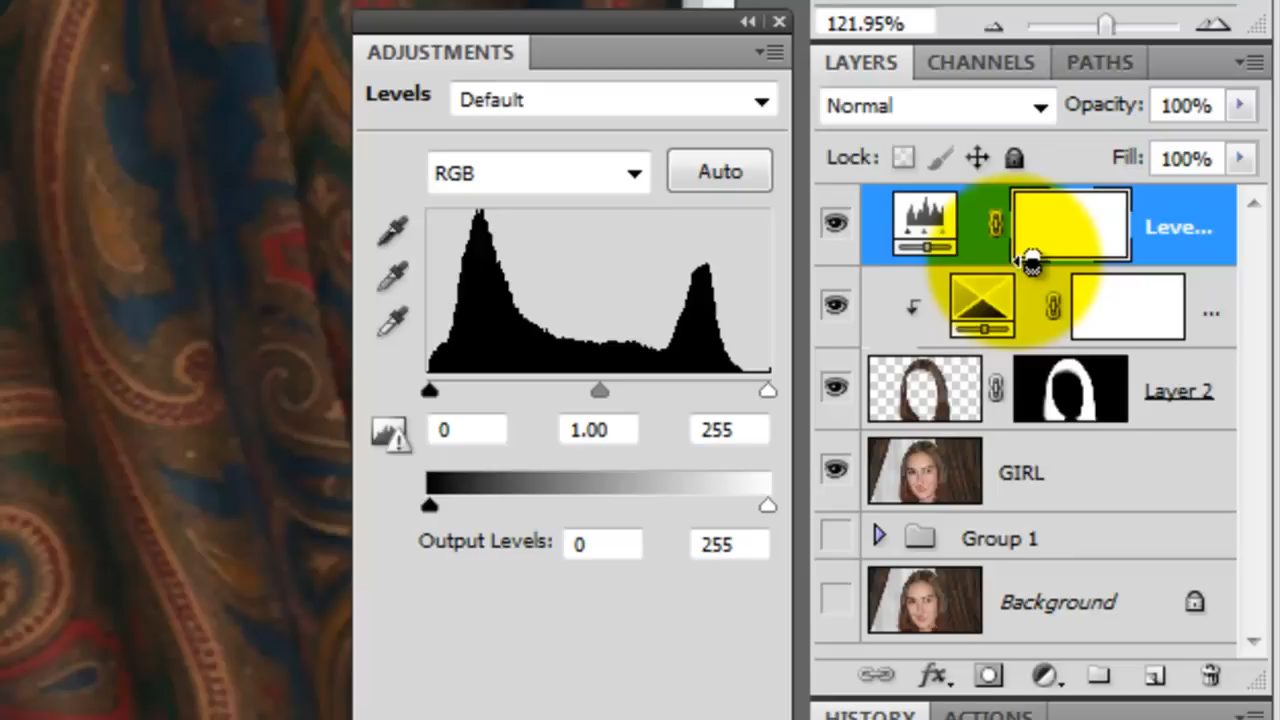 ADJUSTMENTS
Levels Default
RGB Auto
0 1.00 255
Output Levels: 0 255
121.95%
LAYERS CHANNELS PATHS
Normal Opacity: 100%
Lock: Fill: 100%
Leve...
...
Layer 2
GIRL
Group 1
Background
fx
HISTORY ACTIONS